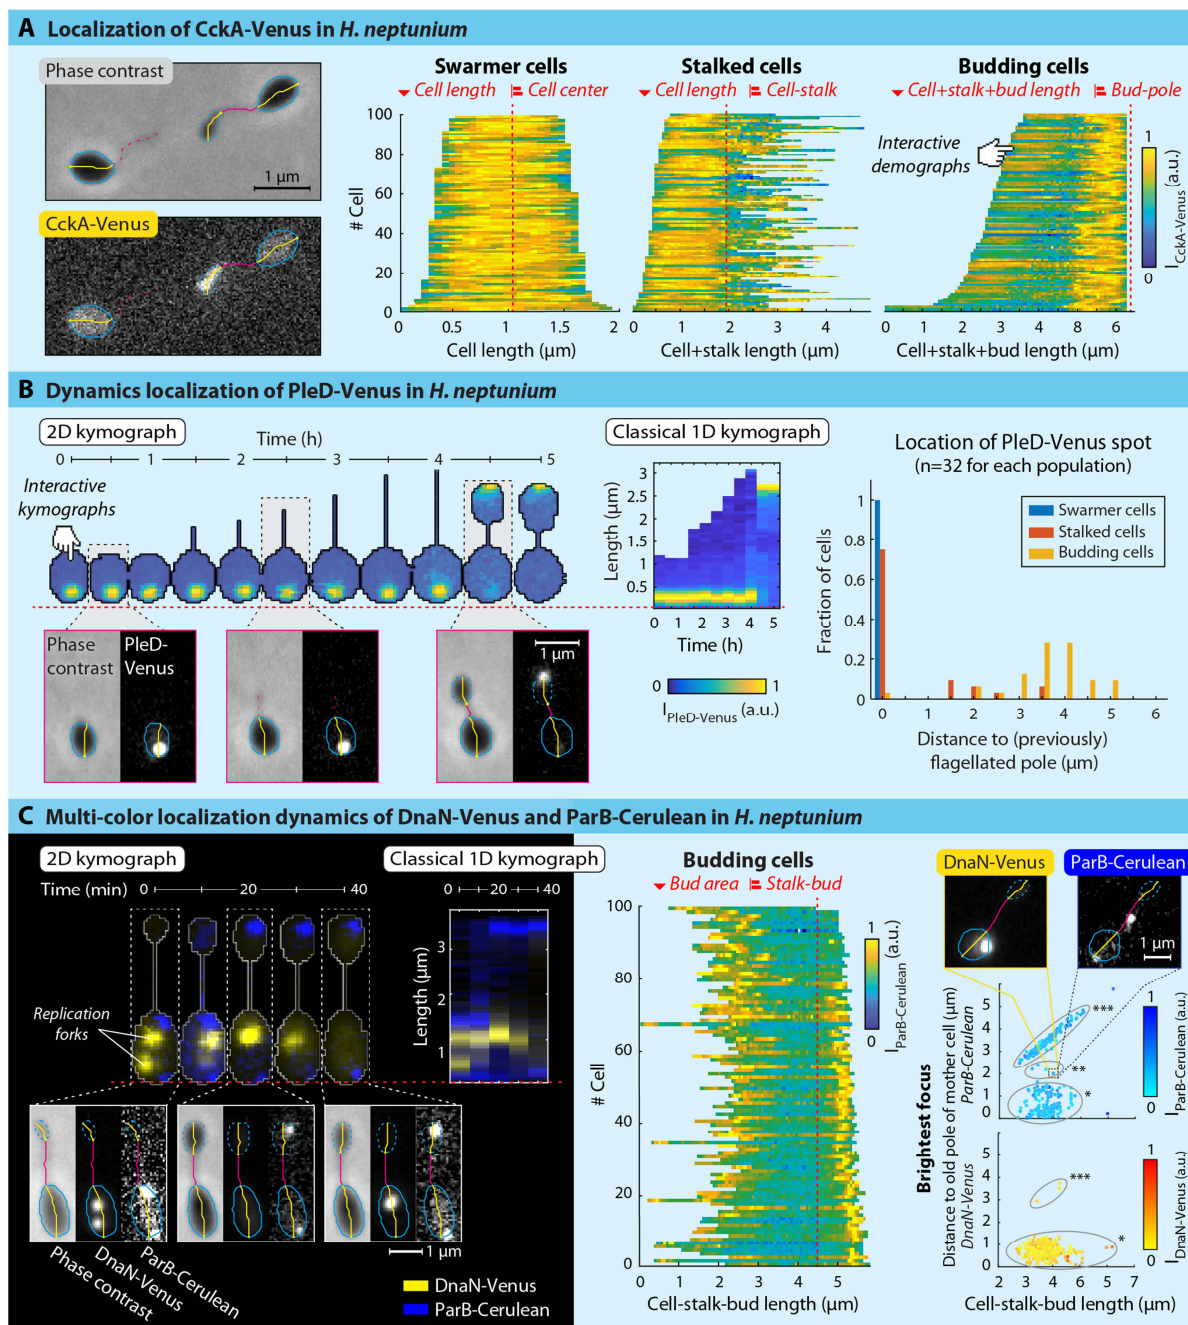 A Localization of CckA-Venus in H. neptunium
Phase contrast
1 µm
CckA-Venus
Swarmer cells
Cell length
Cell center
# Cell
100
80
60
40
20
0
0 0.5 1 1.5 2
Cell length (µm)
Stalked cells
Cell length
Cell-stalk
0 1 2 3 4
Cell+stalk length (µm)
Budding cells
Cell+stalk+bud length
Bud-pole
Interactive
demographs
0 2 3 4 8 6
Cell+stalk+bud length (µm)
1
0
I CckA-Venus (a.u.)
B Dynamics localization of PleD-Venus in H. neptunium
2D kymograph
Time (h)
0 1 2 3 4 5
Interactive
kymographs
Phase
contrast
PleD-
Venus
1 µm
Classical 1D kymograph
Length (µm)
3
2.5
2
1.5
1
0.5
0 1 2 3 4 5
Time (h)
0 1
I PleD-Venus (a.u.)
Location of PleD-Venus spot
(n=32 for each population)
Swarmer cells
Stalked cells
Budding cells
Fraction of cells
1
0.8
0.6
0.4
0.2
0
0 1 2 3 4 5 6
Distance to (previously)
flagellated pole (µm)
C Multi-color localization dynamics of DnaN-Venus and ParB-Cerulean in H. neptunium
2D kymograph
Time (min) 0 20 40
Replication
forks
Classical 1D kymograph
0 20 40
Length (µm)
3
2
1
Phase contrast
DnaN-Venus
ParB-Cerulean
1 µm
DnaN-Venus
ParB-Cerulean
Budding cells
Bud area
Stalk-bud
# Cell
100
80
60
40
20
0
0 1 2 3 4 5
Cell-stalk-bud length (µm)
1
0
I ParB-Cerulean (a.u.)
DnaN-Venus
ParB-Cerulean
1 µm
Brightest focus
Distance to old pole of mother cell (µm)
ParB-Cerulean
5
4
3
2
1
0
***
**
*
1
0
I ParB-Cerulean (a.u.)
DnaN-Venus
5
4
3
2
1
0
***
*
1
0
I DnaN-Venus (a.u.)
2 3 4 5 6 7
Cell-stalk-bud length (µm)